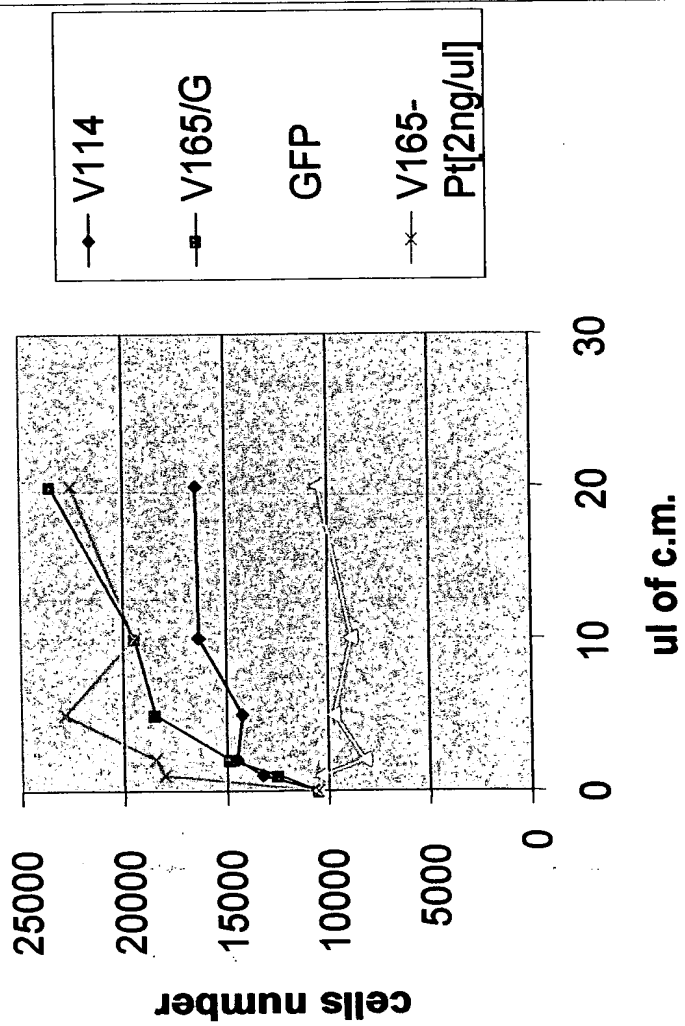 cells number
25000
20000
15000
10000
5000
0
0
10
20
30
ul of c.m.
V114
V165/G
GFP
V165-
Pt[2ng/ul]